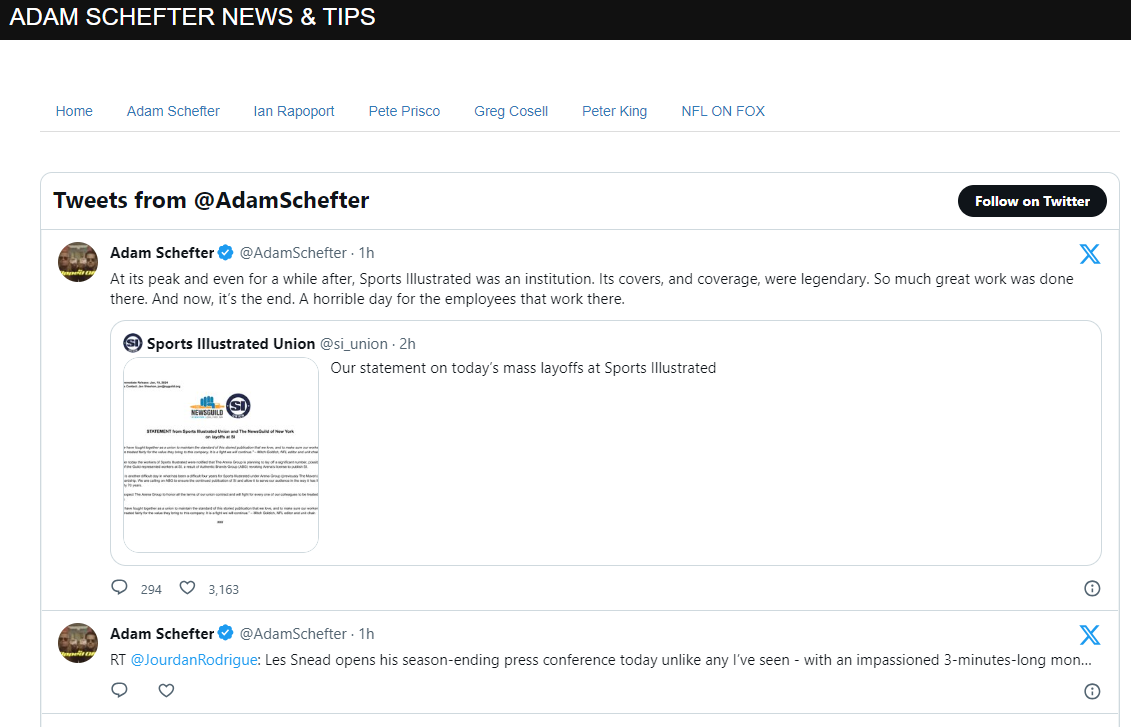 ADAM SCHEFTER NEWS & TIPS
Home Adam Schefter Ian Rapoport Pete Prisco Greg Cosell Peter King NFL ON FOX
Tweets from @AdamSchefter
Follow on Twitter
Adam Schefter @AdamSchefter · 1h
At its peak and even for a while after, Sports Illustrated was an institution. Its covers, and coverage, were legendary. So much great work was done
there. And now, it’s the end. A horrible day for the employees that work there.
SI Sports Illustrated Union @si_union · 2h
Our statement on today’s mass layoffs at Sports Illustrated
NEWSGUILD SI
STATEMENT from Sports Illustrated Union and The NewsGuild of New York
on layoffs at SI
294 3,163
Adam Schefter @AdamSchefter · 1h
RT @JourdanRodrigue: Les Snead opens his season-ending press conference today unlike any I’ve seen - with an impassioned 3-minutes-long mon...